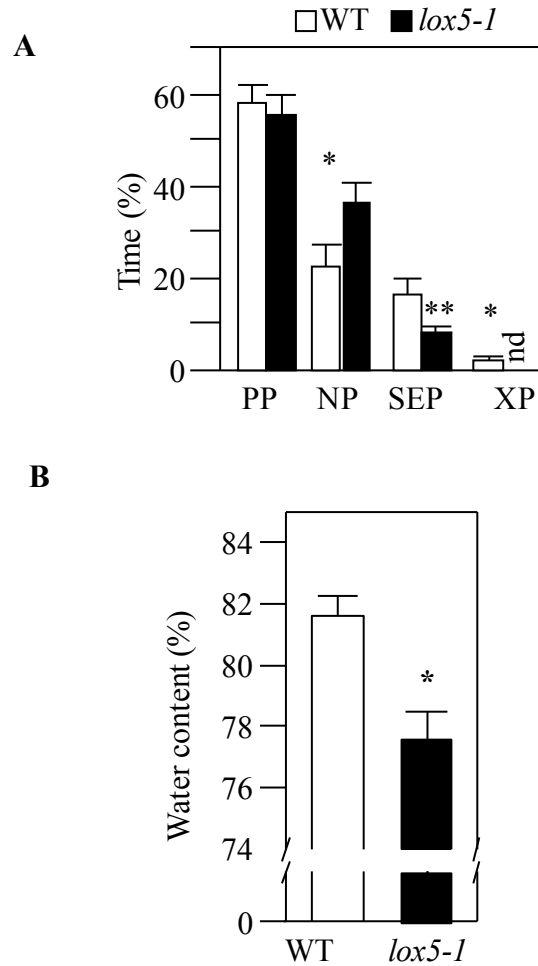 WT lox5-1
A
Time (%)
60
40
20
0
*
**
*
nd
PP NP SEP XP
B
Water content (%)
84
82
80
78
76
74
0
*
WT lox5-1